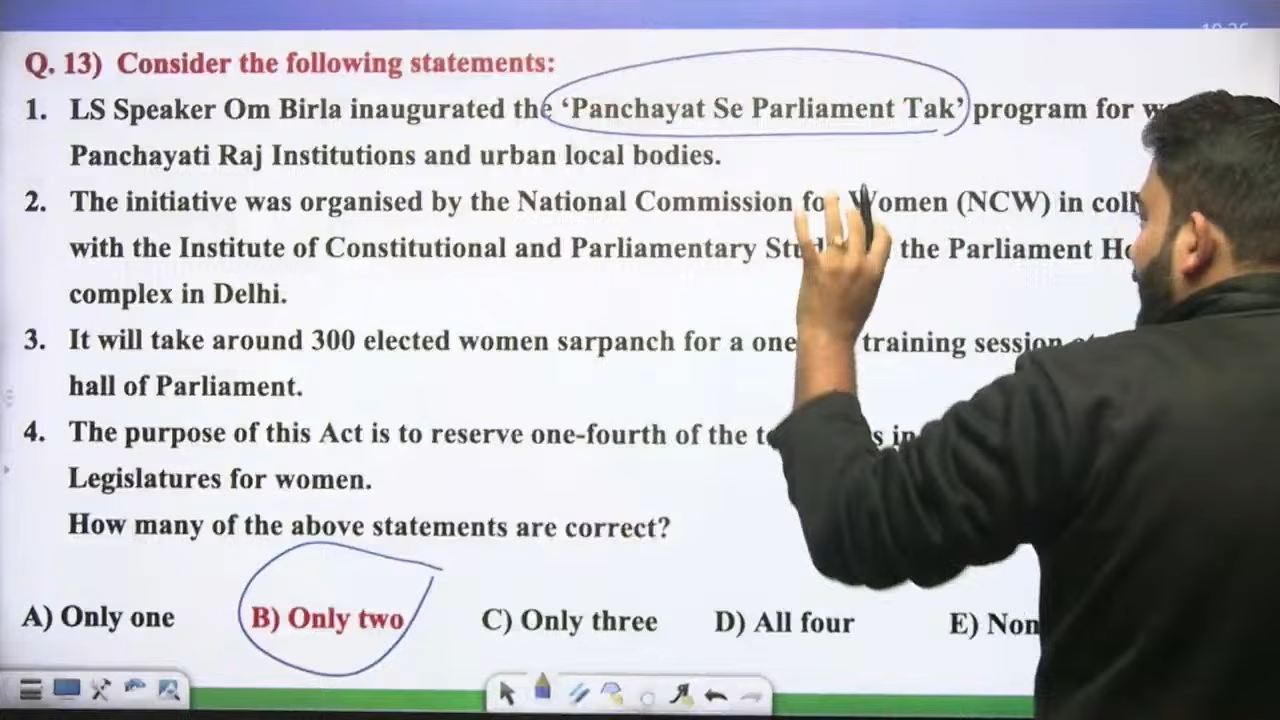 Q. 13) Consider the following statements:
1. LS Speaker Om Birla inaugurated the ‘Panchayat Se Parliament Tak’ program for
Panchayati Raj Institutions and urban local bodies.
2. The initiative was organised by the National Commission for Women (NCW) in
with the Institute of Constitutional and Parliamentary the Parliament
complex in Delhi.
3. It will take around 300 elected women sarpanch for a one training session
hall of Parliament.
4. The purpose of this Act is to reserve one-fourth of the in
Legislatures for women.
How many of the above statements are correct?
A) Only one B) Only two C) Only three D) All four E)